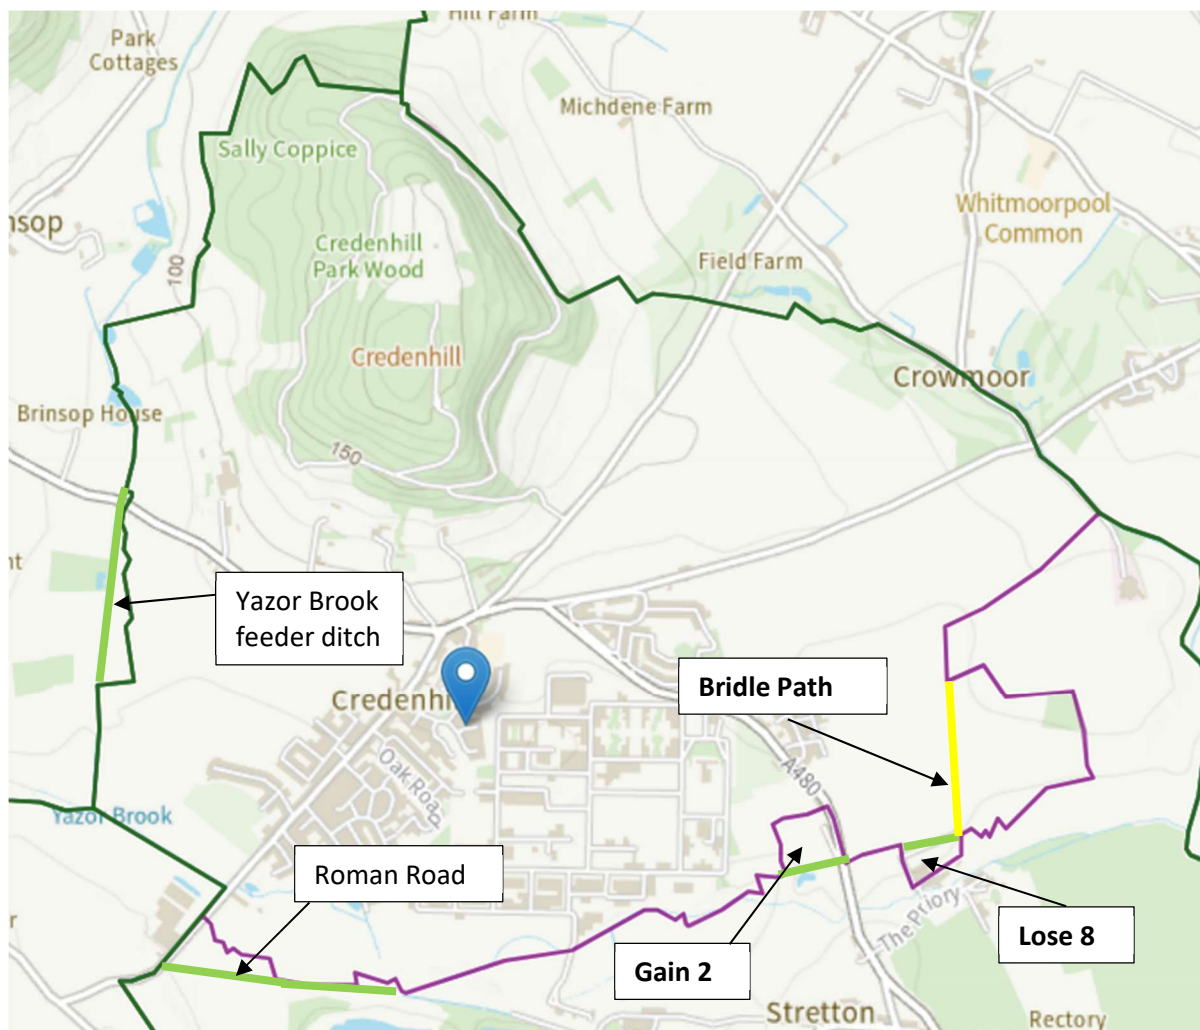 Hill Farm
Park
Cottages
Michdene Farm
Sally Coppice
nsop
Whitmoorpool
Common
Credenhill
Park Wood
Field Farm
100
Credenhill
Crowmoor
Brinsop House
150
nt
Yazor Brook
feeder ditch
Bridle Path
Credenhil
Oak Road
A480
Yazor Brook
Roman Road
r
The Priory
Lose 8
Gain 2
Stretton
Rectory